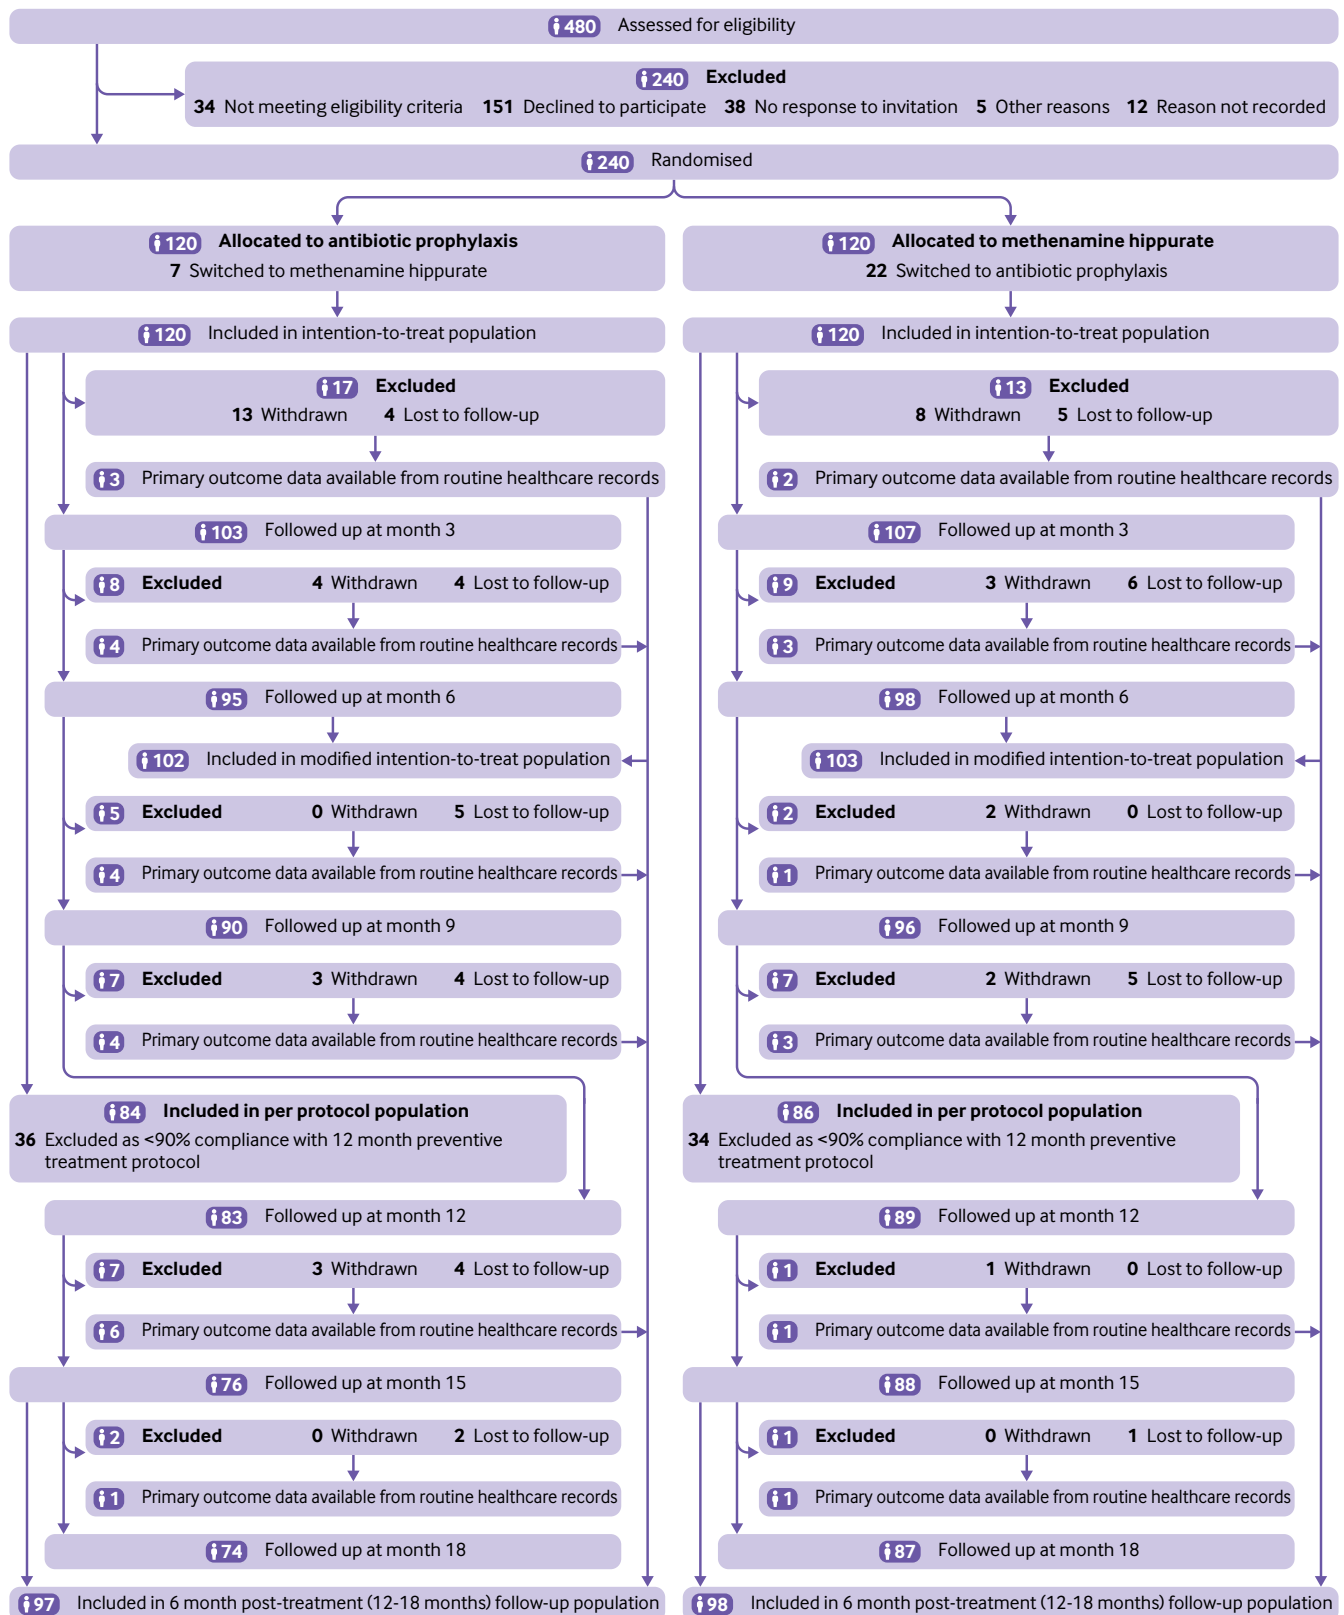 480 Assessed for eligibility
240 Excluded
34 Not meeting eligibility criteria 151 Declined to participate 38 No response to invitation 5 Other reasons 12 Reason not recorded
240 Randomised
120 Allocated to antibiotic prophylaxis
7 Switched to methenamine hippurate
120 Included in intention-to-treat population
17 Excluded
13 Withdrawn 4 Lost to follow-up
3 Primary outcome data available from routine healthcare records
103 Followed up at month 3
8 Excluded 4 Withdrawn 4 Lost to follow-up
4 Primary outcome data available from routine healthcare records
95 Followed up at month 6
102 Included in modified intention-to-treat population
5 Excluded 0 Withdrawn 5 Lost to follow-up
4 Primary outcome data available from routine healthcare records
90 Followed up at month 9
7 Excluded 3 Withdrawn 4 Lost to follow-up
4 Primary outcome data available from routine healthcare records
84 Included in per protocol population
36 Excluded as <90% compliance with 12 month preventive
treatment protocol
83 Followed up at month 12
7 Excluded 3 Withdrawn 4 Lost to follow-up
6 Primary outcome data available from routine healthcare records
76 Followed up at month 15
2 Excluded 0 Withdrawn 2 Lost to follow-up
1 Primary outcome data available from routine healthcare records
74 Followed up at month 18
97 Included in 6 month post-treatment (12-18 months) follow-up population
120 Allocated to methenamine hippurate
22 Switched to antibiotic prophylaxis
120 Included in intention-to-treat population
13 Excluded
8 Withdrawn 5 Lost to follow-up
2 Primary outcome data available from routine healthcare records
107 Followed up at month 3
9 Excluded 3 Withdrawn 6 Lost to follow-up
3 Primary outcome data available from routine healthcare records
98 Followed up at month 6
103 Included in modified intention-to-treat population
2 Excluded 2 Withdrawn 0 Lost to follow-up
1 Primary outcome data available from routine healthcare records
96 Followed up at month 9
7 Excluded 2 Withdrawn 5 Lost to follow-up
3 Primary outcome data available from routine healthcare records
86 Included in per protocol population
34 Excluded as <90% compliance with 12 month preventive
treatment protocol
89 Followed up at month 12
1 Excluded 1 Withdrawn 0 Lost to follow-up
1 Primary outcome data available from routine healthcare records
88 Followed up at month 15
1 Excluded 0 Withdrawn 1 Lost to follow-up
1 Primary outcome data available from routine healthcare records
87 Followed up at month 18
98 Included in 6 month post-treatment (12-18 months) follow-up population